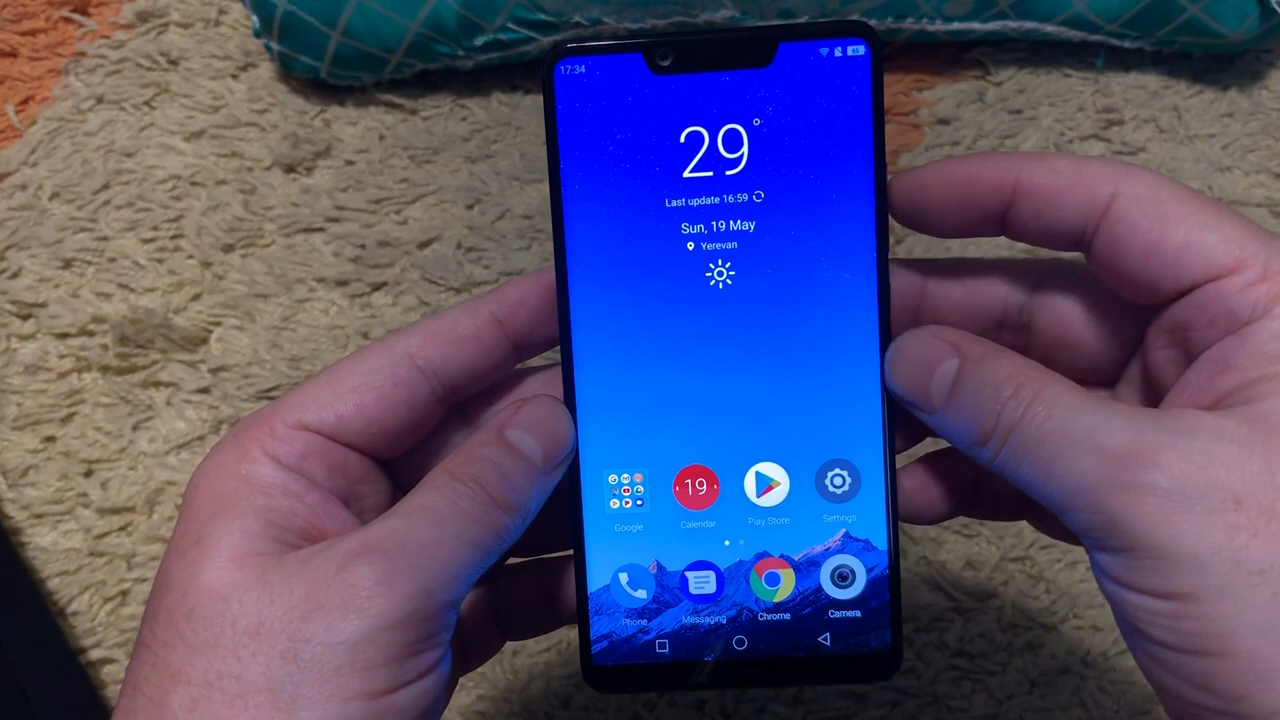 17:34
85
29°
Last update 16:59
Sun, 19 May
Yerevan
19
Google
Calendar
Play Store
Settings
Phone
Messaging
Chrome
Camera